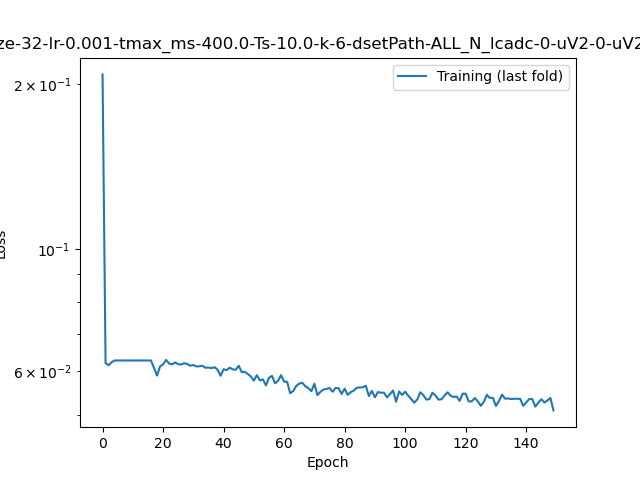 ze-32-lr-0.001-tmax_ms-400.0-Ts-10.0-k-6-dsetPath-ALL_N_lcadc-0-uV2-0-uV2
Training (last fold)
2 × 10⁻¹
10⁻¹
6 × 10⁻²
Loss
0 20 40 60 80 100 120 140
Epoch